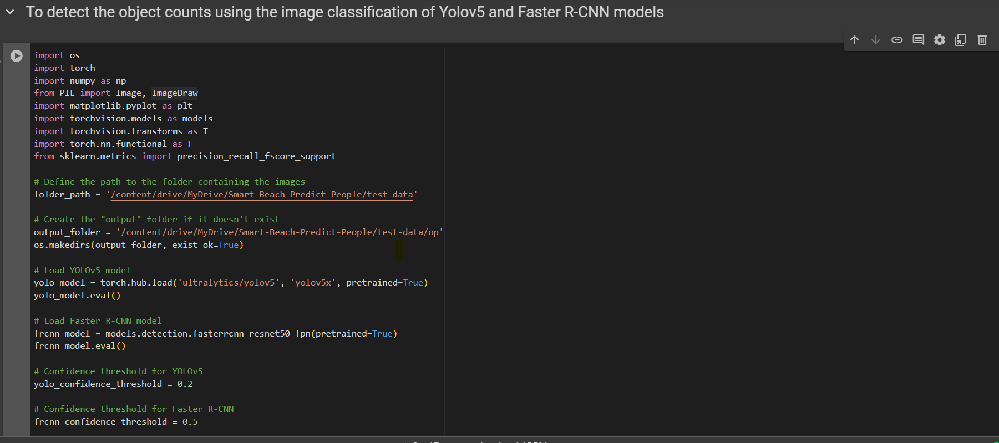 To detect the object counts using the image classification of Yolov5 and Faster R-CNN models
import os
import torch
import numpy as np
from PIL import Image, ImageDraw
import matplotlib.pyplot as plt
import torchvision.models as models
import torchvision.transforms as T
import torch.nn.functional as F
from sklearn.metrics import precision_recall_fscore_support
# Define the path to the folder containing the images
folder_path = '/content/drive/MyDrive/Smart-Beach-Predict-People/test-data'
# Create the "output" folder if it doesn't exist
output_folder = '/content/drive/MyDrive/Smart-Beach-Predict-People/test-data/op'
os.makedirs(output_folder, exist_ok=True)
# Load YOLOv5 model
yolo_model = torch.hub.load('ultralytics/yolov5', 'yolov5x', pretrained=True)
yolo_model.eval()
# Load Faster R-CNN model
frcnn_model = models.detection.fasterrcnn_resnet50_fpn(pretrained=True)
frcnn_model.eval()
# Confidence threshold for YOLOv5
yolo_confidence_threshold = 0.2
# Confidence threshold for Faster R-CNN
frcnn_confidence_threshold = 0.5